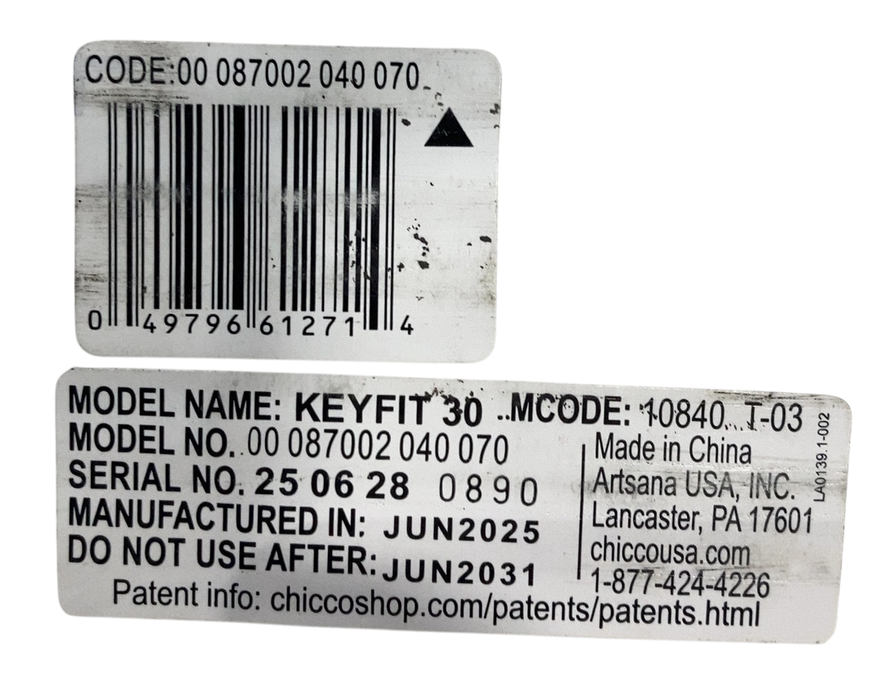 CODE:00 087002 040 070
0 49796 61271 4
MODEL NAME: KEYFIT 30 MCODE: 10840 T-03
MODEL NO. 00 087002 040 070
SERIAL NO. 25 06 28 0890
MANUFACTURED IN: JUN2025
DO NOT USE AFTER: JUN2031
Made in China
Artsana USA, INC.
Lancaster, PA 17601
chiccousa.com
1-877-424-4226
LA0139.1-002
Patent info: chiccoshop.com/patents/patents.html